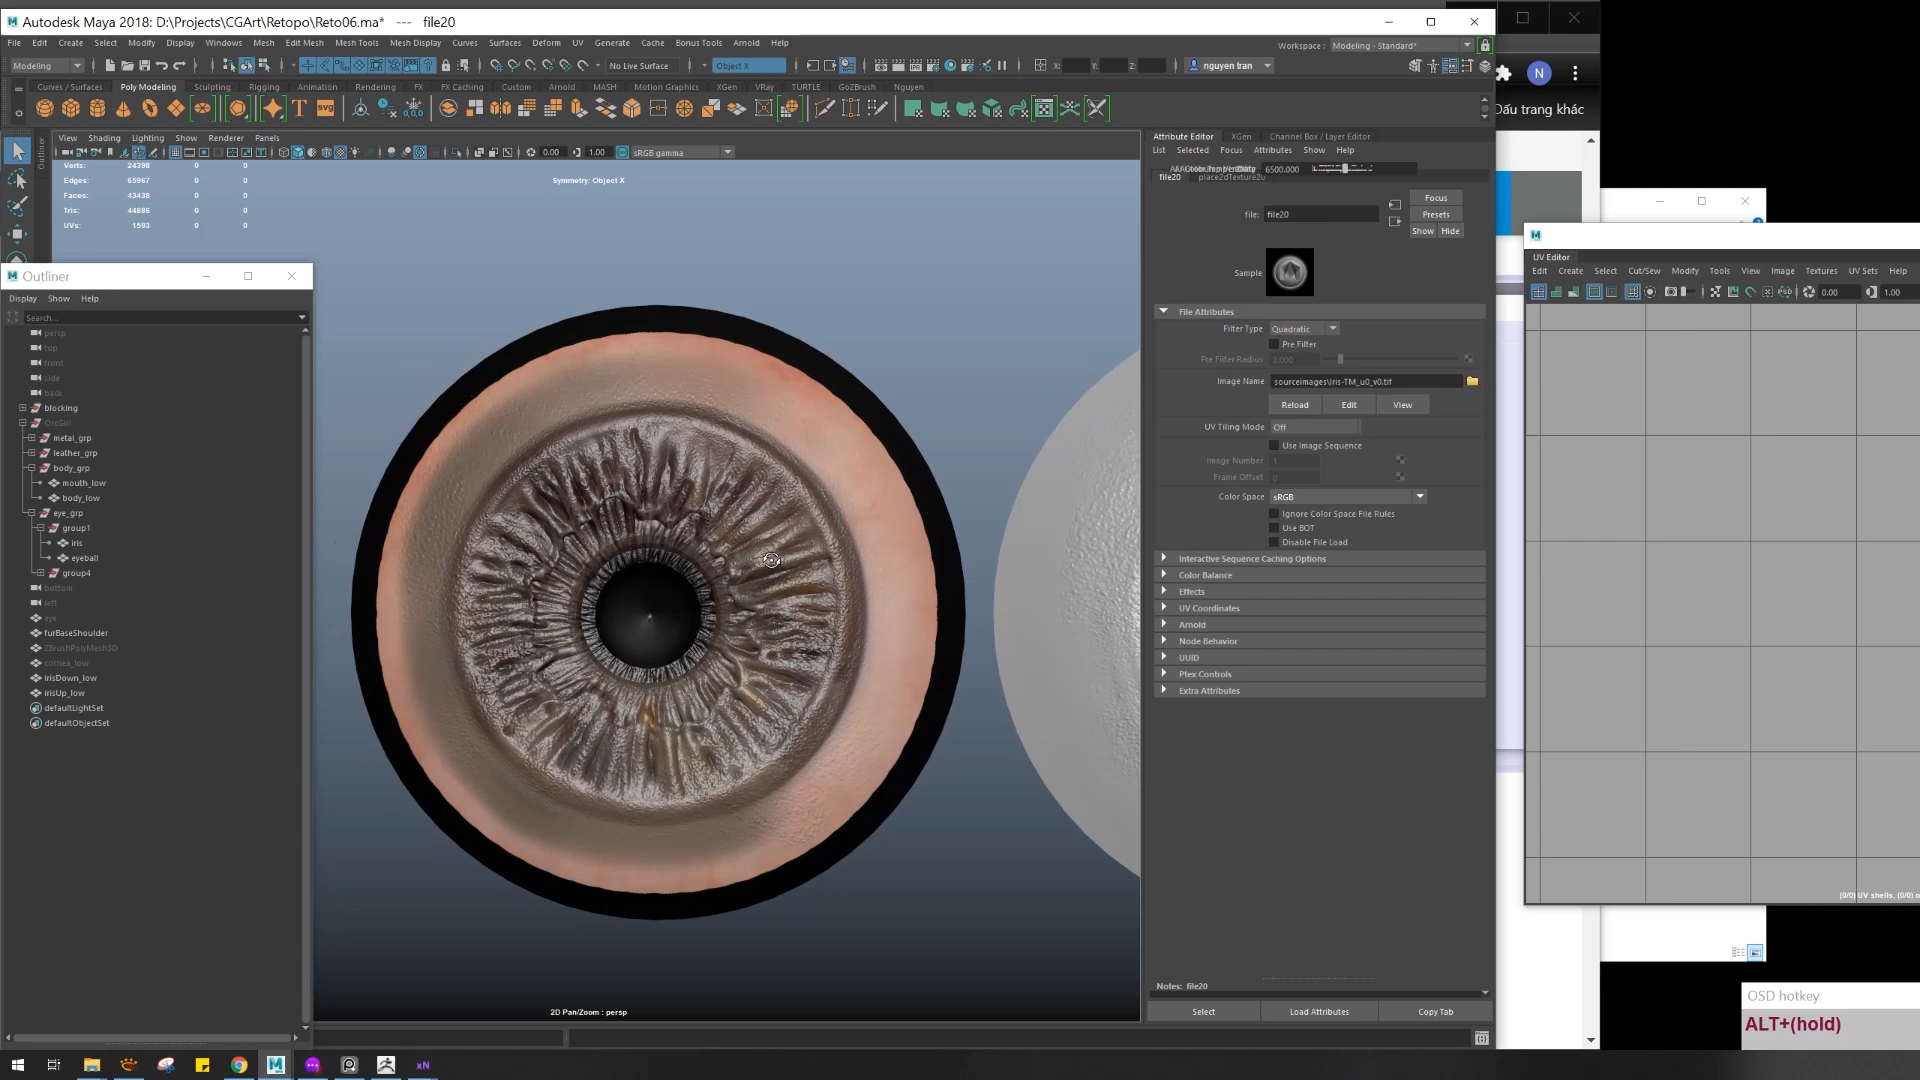 Autodesk Maya 2018: D:\Projects\CGArt\Retopo\Reto06.ma* --- file20
File Edit Create Select Modify Display Windows Mesh Edit Mesh Mesh Tools Mesh Display Curves Surfaces Deform UV Generate Cache Bonus Tools Arnold Help
Workspace : Modeling - Standard*
Modeling No Live Surface Object X X: Y: Z: nguyen tran
Curves / Surfaces Poly Modeling Sculpting Rigging Animation Rendering FX FX Caching Custom Arnold MASH Motion Graphics XGen VRay TURTLE GoZBrush Nguyen
N
Dấu trang khác
View Shading Lighting Show Renderer Panels
0.00 1.00 sRGB gamma
Verts: 24398 0 0
Edges: 65967 0 0
Faces: 43438 0 0
Tris: 44886 0 0
UVs: 1593 0 0
Symmetry: Object X
Outliner
Display Show Help
Search...
persp
top
front
side
back
blocking
OrcGirl
metal_grp
leather_grp
body_grp
mouth_low
body_low
eye_grp
group1
iris
eyeball
group4
bottom
left
eye
furBaseShoulder
ZBrushPolyMesh3D
cornea_low
irisDown_low
irisUp_low
defaultLightSet
defaultObjectSet
2D Pan/Zoom : persp
Attribute Editor XGen Channel Box / Layer Editor
List Selected Focus Attributes Show Help
6500.000
file20 place2dTexture20
file: file20
Focus
Presets
Show Hide
Sample
File Attributes
Filter Type Quadratic
Pre Filter
Pre Filter Radius 2.000
Image Name sourceimages\Iris-TM_u0_v0.tif
Reload Edit View
UV Tiling Mode Off
Use Image Sequence
Image Number 1
Frame Offset 0
Color Space sRGB
Ignore Color Space File Rules
Use BOT
Disable File Load
Interactive Sequence Caching Options
Color Balance
Effects
UV Coordinates
Arnold
Node Behavior
UUID
Ptex Controls
Extra Attributes
Notes: file20
Select Load Attributes Copy Tab
UV Editor
Edit Create Select Cut/Sew Modify Tools View Image Textures UV Sets Help
0.00 1.00
(0/0) UV shells, (0/0) o
OSD hotkey
ALT+(hold)
xN